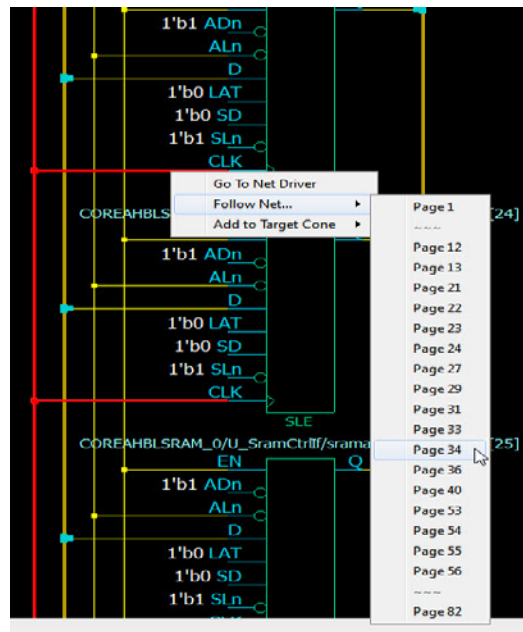 1'b1 ADn
ALn
D
1'b0 LAT
1'b0 SD
1'b1 SLn
CLK
Go To Net Driver
Follow Net...
Add to Target Cone
COREAHBLS
[24]
1'b1 ADn
ALn
D
1'b0 LAT
1'b0 SD
1'b1 SLn
CLK
SLE
COREAHBLSRAM_0/U_SramCtrlIf/srama
[25]
EN
Q
1'b1 ADn
ALn
D
1'b0 LAT
1'b0 SD
1'b1 SLn
Page 1
~~~
Page 12
Page 13
Page 21
Page 22
Page 23
Page 24
Page 27
Page 29
Page 31
Page 33
Page 34
Page 36
Page 40
Page 53
Page 54
Page 55
Page 56
~~~
Page 82